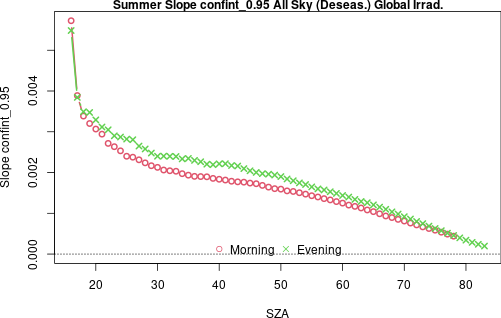 Summer Slope confint_0.95 All Sky (Deseas.) Global Irrad.
Slope confint_0.95
0.004
0.002
0.000
Morning Evening
20 30 40 50 60 70 80
SZA